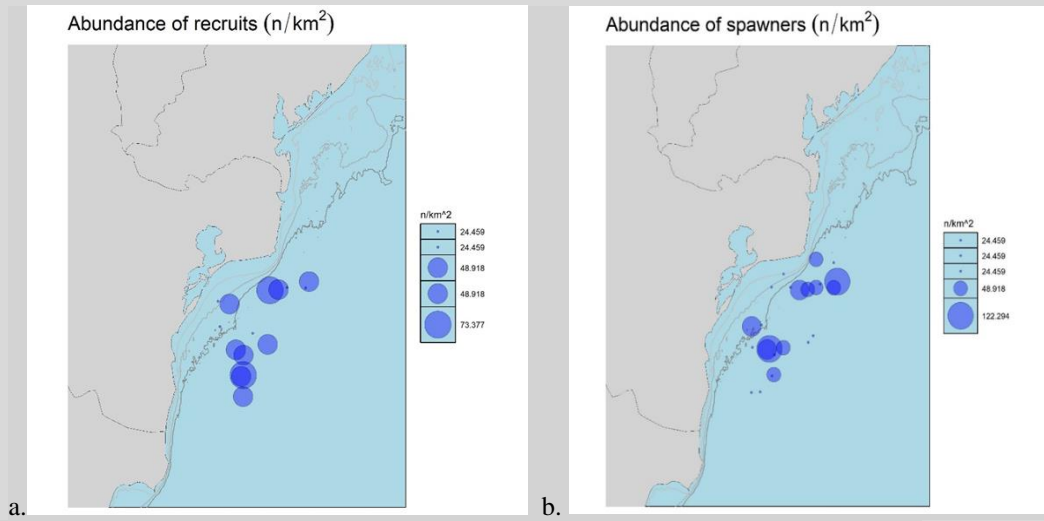 Abundance of recruits (n/km²)
n/km^2
24.459
24.459
48.918
48.918
73.377
a.
Abundance of spawners (n/km²)
n/km^2
24.459
24.459
24.459
48.918
122.294
b.